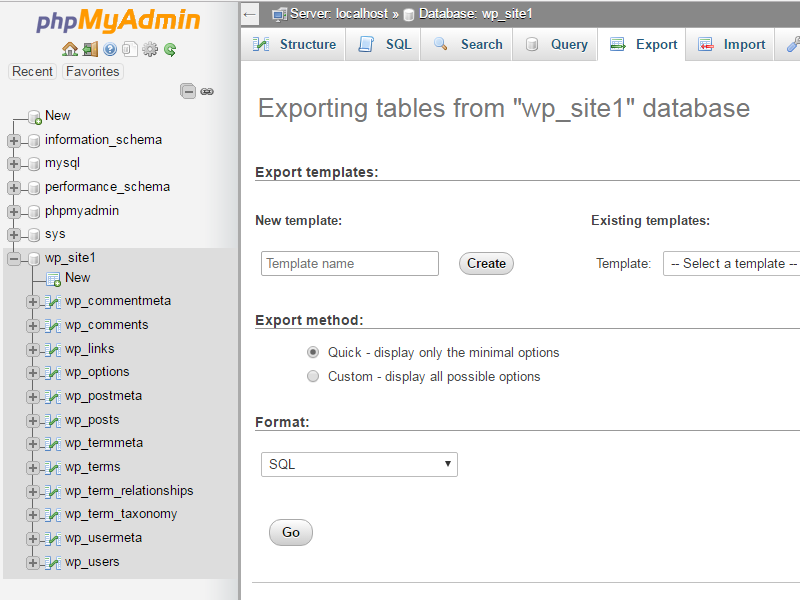 phpMyAdmin
Recent Favorites
New
information_schema
mysql
performance_schema
phpmyadmin
sys
wp_site1
New
wp_commentmeta
wp_comments
wp_links
wp_options
wp_postmeta
wp_posts
wp_termmeta
wp_terms
wp_term_relationships
wp_term_taxonomy
wp_usermeta
wp_users
Server: localhost » Database: wp_site1
Structure SQL Search Query Export Import
Exporting tables from "wp_site1" database
Export templates:
New template:
Template name Create
Existing templates:
Template: -- Select a template --
Export method:
Quick - display only the minimal options
Custom - display all possible options
Format:
SQL
Go